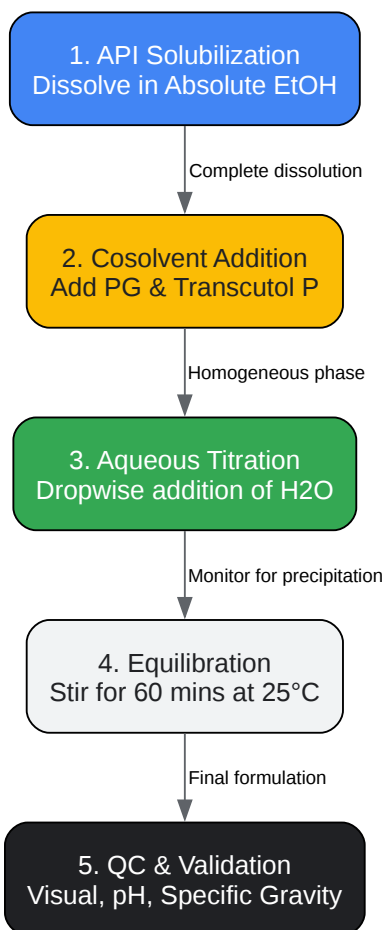 1. API Solubilization
Dissolve in Absolute EtOH
Complete dissolution
2. Cosolvent Addition
Add PG & Transcutol P
Homogeneous phase
3. Aqueous Titration
Dropwise addition of H2O
Monitor for precipitation
4. Equilibration
Stir for 60 mins at 25°C
Final formulation
5. QC & Validation
Visual, pH, Specific Gravity